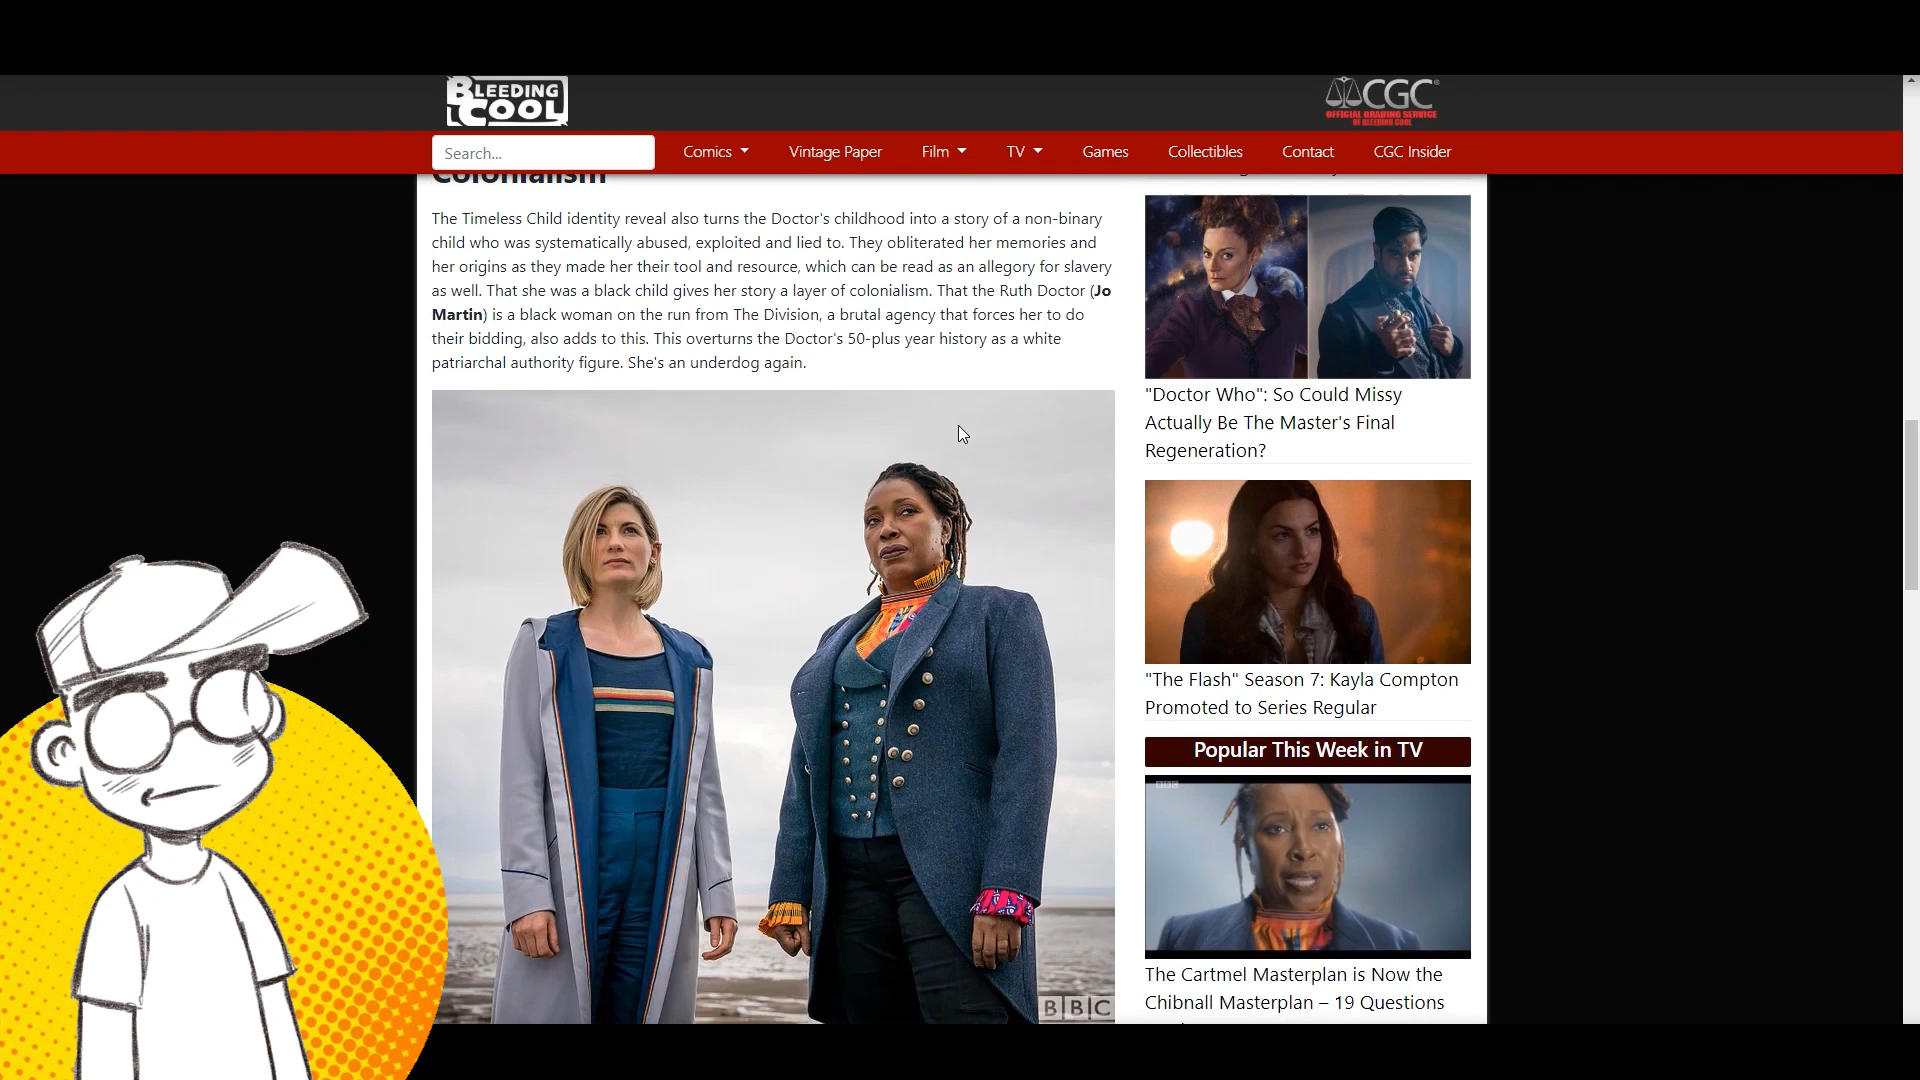 BLEEDING
COOL
CGC
OFFICIAL GRADING SERVICE
OF BLEEDING COOL
Search...
Comics
Vintage Paper
Film
TV
Games
Collectibles
Contact
CGC Insider
Colonialism
The Timeless Child identity reveal also turns the Doctor's childhood into a story of a non-binary
child who was systematically abused, exploited and lied to. They obliterated her memories and
her origins as they made her their tool and resource, which can be read as an allegory for slavery
as well. That she was a black child gives her story a layer of colonialism. That the Ruth Doctor (Jo
Martin) is a black woman on the run from The Division, a brutal agency that forces her to do
their bidding, also adds to this. This overturns the Doctor's 50-plus year history as a white
patriarchal authority figure. She's an underdog again.
BBC
"Doctor Who": So Could Missy
Actually Be The Master's Final
Regeneration?
"The Flash" Season 7: Kayla Compton
Promoted to Series Regular
Popular This Week in TV
BBC
The Cartmel Masterplan is Now the
Chibnall Masterplan – 19 Questions